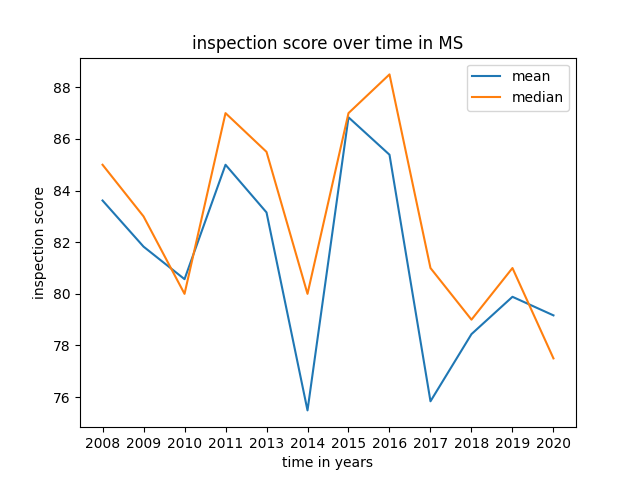 inspection score over time in MS
mean
median
88
86
84
82
80
78
76
inspection score
2008 2009 2010 2011 2013 2014 2015 2016 2017 2018 2019 2020
time in years